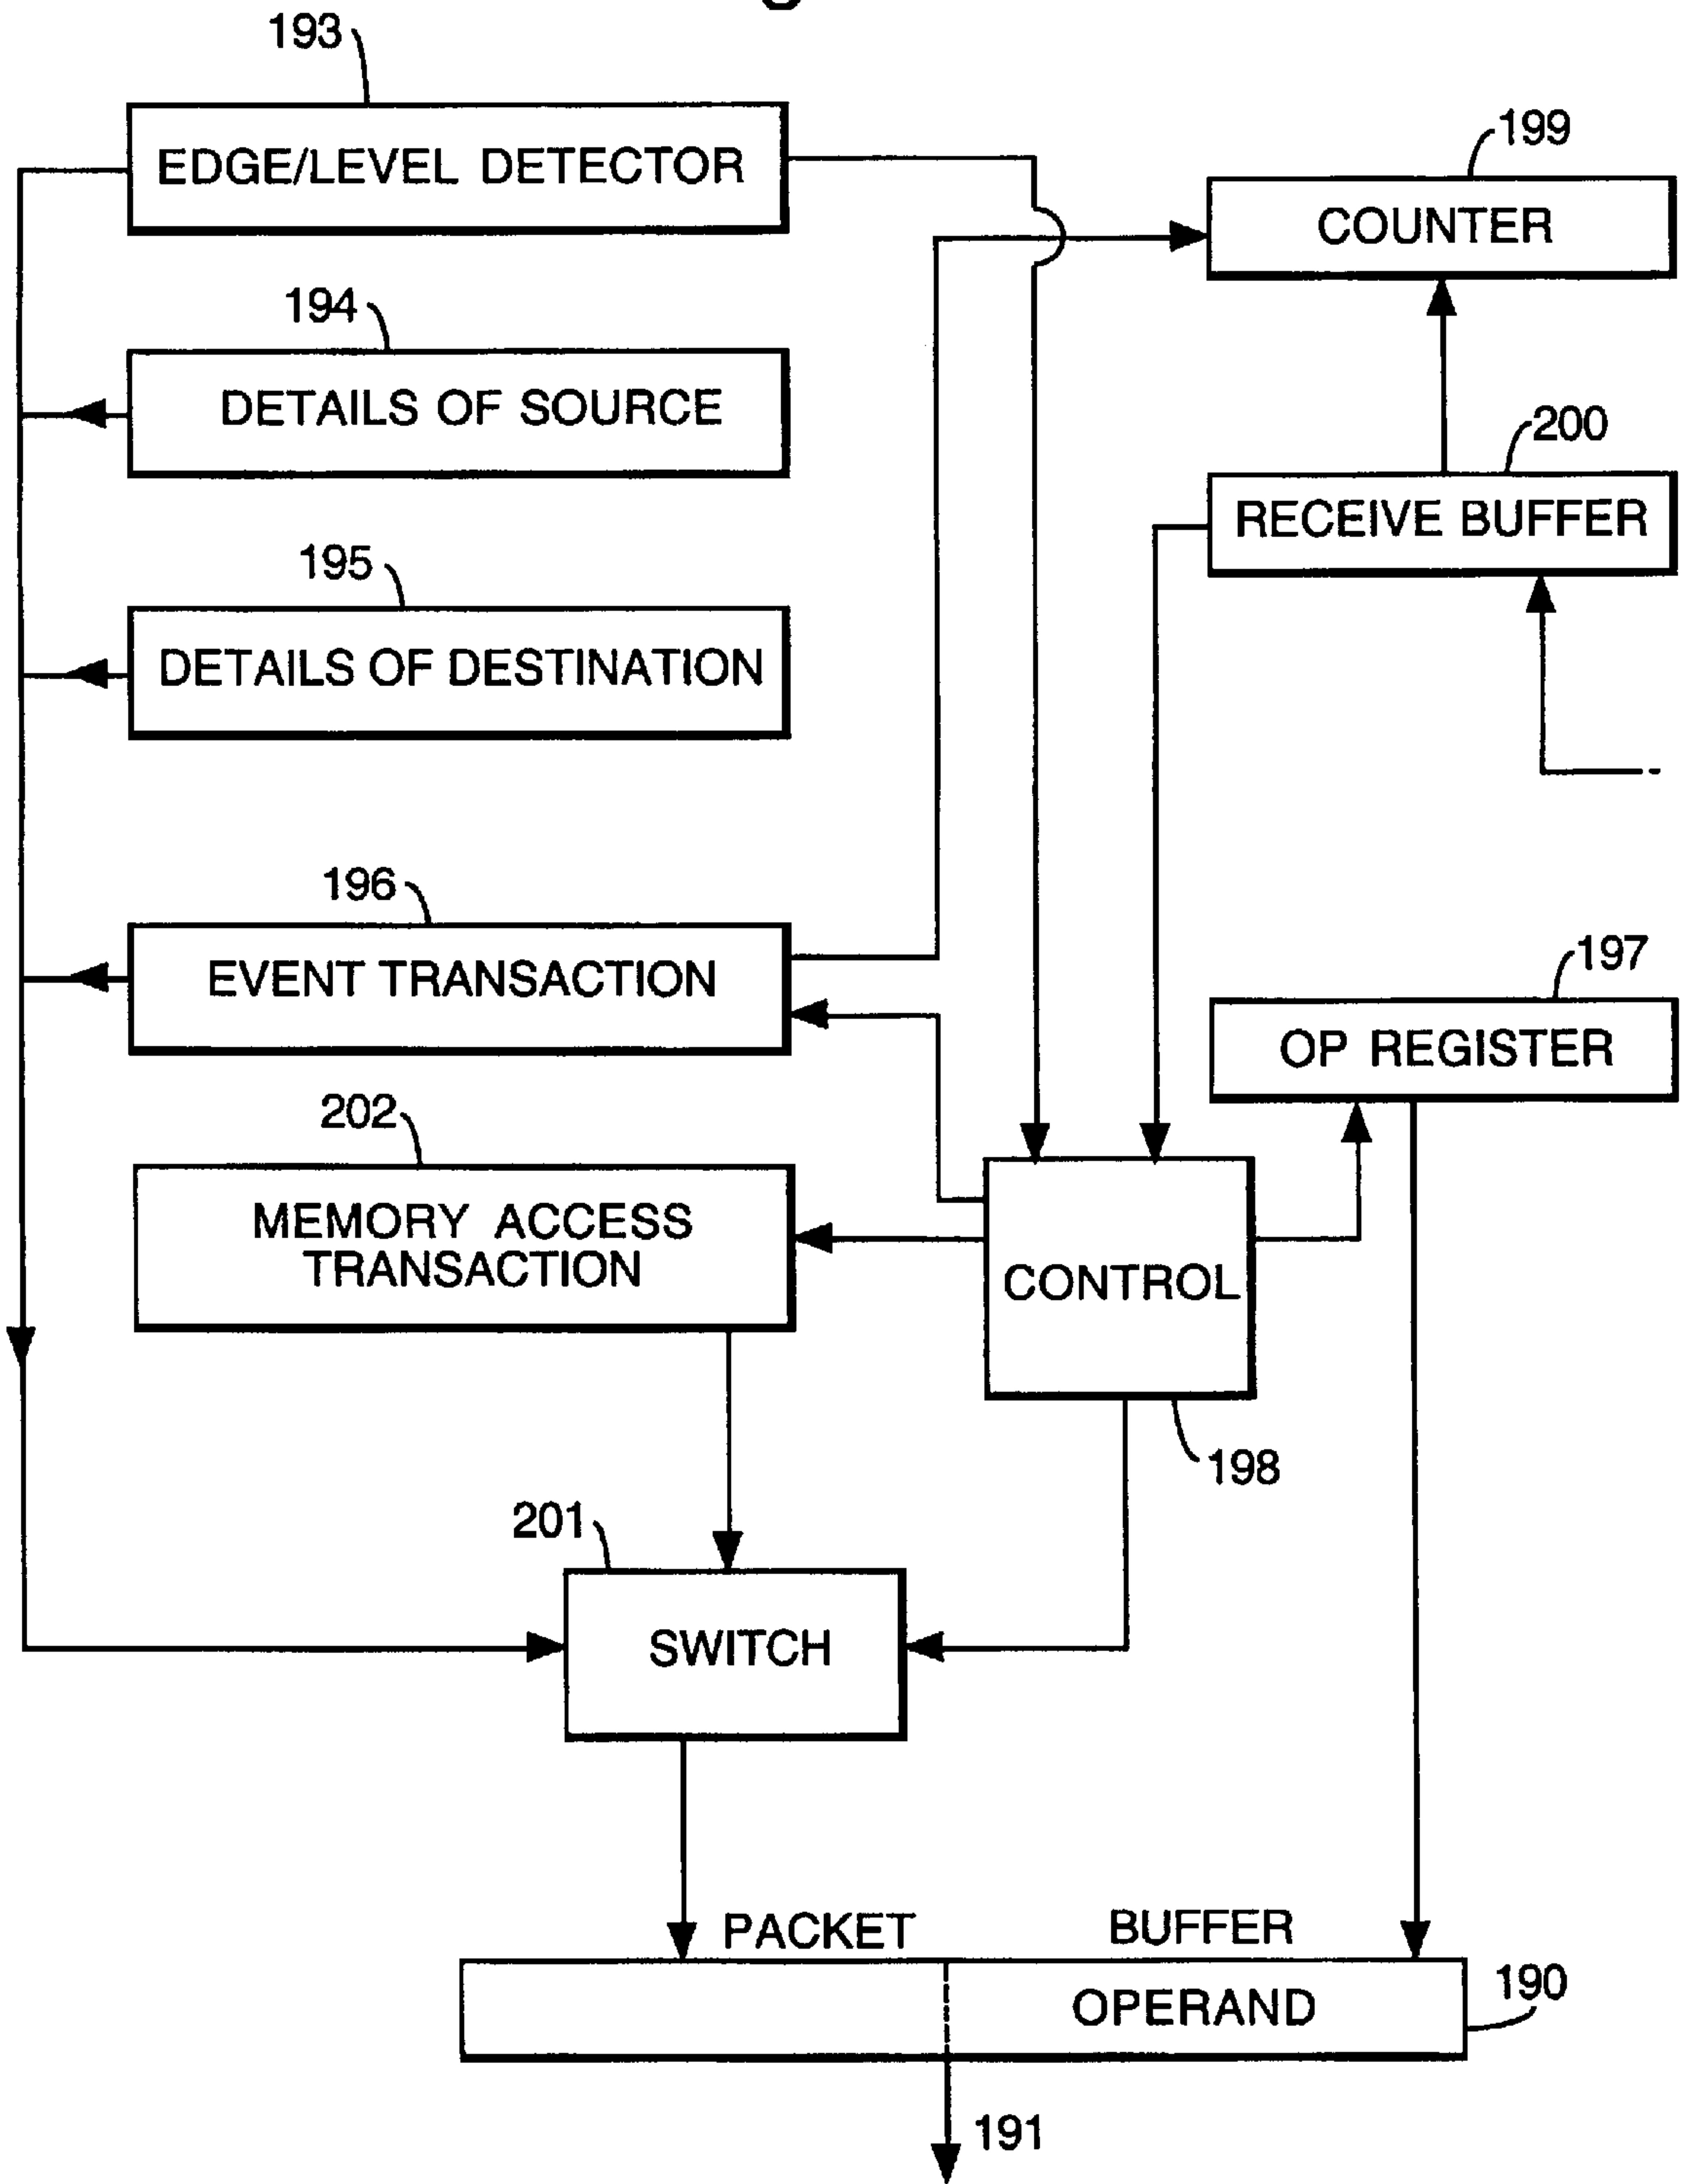 193
EDGE/LEVEL DETECTOR
199
COUNTER
194
DETAILS OF SOURCE
200
RECEIVE BUFFER
195
DETAILS OF DESTINATION
196
EVENT TRANSACTION
197
OP REGISTER
202
MEMORY ACCESS
TRANSACTION
CONTROL
198
201
SWITCH
PACKET BUFFER
OPERAND
190
191